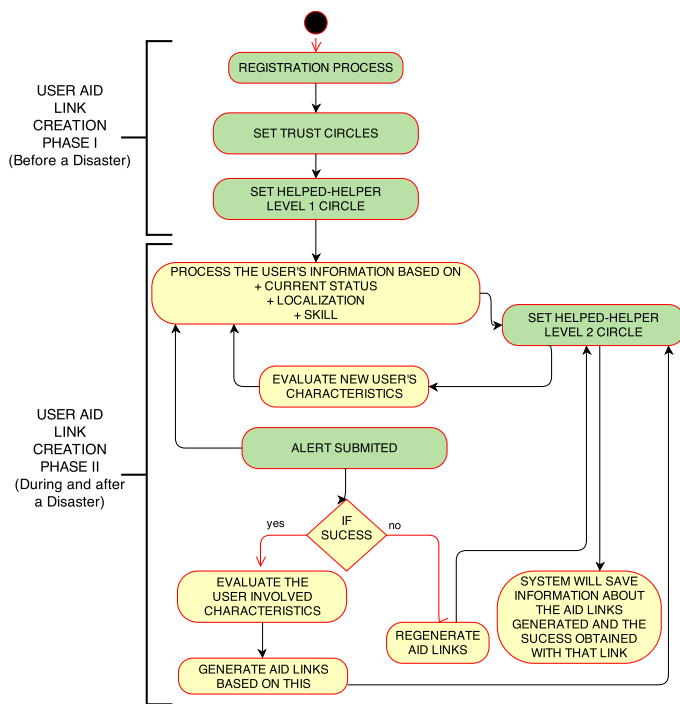 REGISTRATION PROCESS
USER AID
LINK
CREATION
PHASE I
(Before a Disaster)
SET TRUST CIRCLES
SET HELPED-HELPER
LEVEL 1 CIRCLE
PROCESS THE USER'S INFORMATION BASED ON
+ CURRENT STATUS
+ LOCALIZATION
+ SKILL
SET HELPED-HELPER
LEVEL 2 CIRCLE
EVALUATE NEW USER'S
CHARACTERISTICS
USER AID
LINK
CREATION
PHASE II
(During and after
a Disaster)
ALERT SUBMITED
IF
SUCESS
yes
no
EVALUATE THE
USER INVOLVED
CHARACTERISTICS
REGENERATE
AID LINKS
SYSTEM WILL SAVE
INFORMATION ABOUT
THE AID LINKS
GENERATED AND THE
SUCESS OBTAINED
WITH THAT LINK
GENERATE AID LINKS
BASED ON THIS